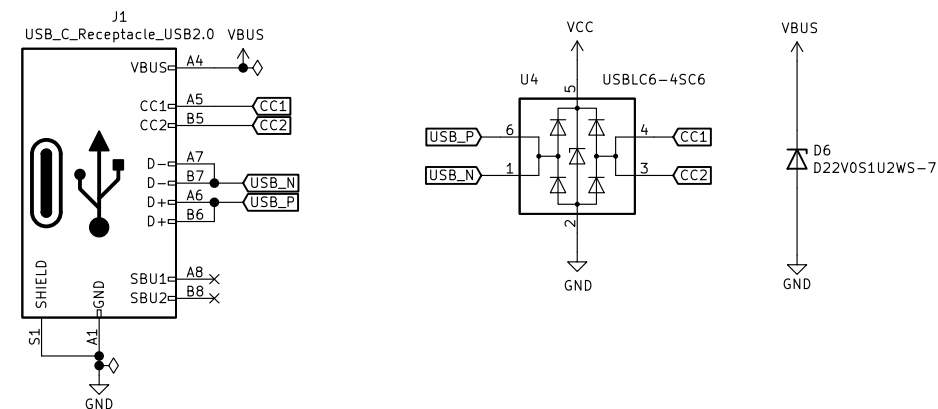 J1
USB_C_Receptacle_USB2.0
VBUS
VBUS
A4
CC1
A5
CC1
CC2
B5
CC2
D-
A7
D-
B7
USB_N
D+
A6
USB_P
D+
B6
SBU1
A8
SBU2
B8
SHIELD
GND
S1
A1
GND
VCC
U4
USBLC6-4SC6
5
USB_P
6
4
CC1
USB_N
1
3
CC2
2
GND
VBUS
D6
D22V0S1U2WS-7
GND